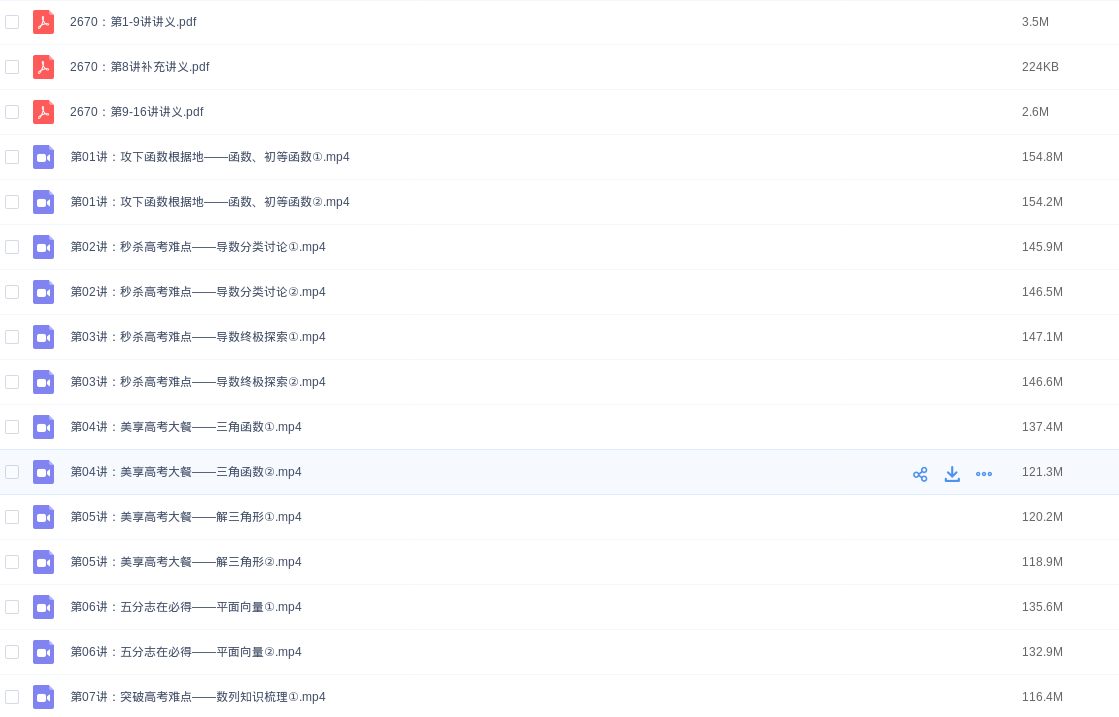 2670：第1-9讲讲义.pdf 3.5M
2670：第8讲补充讲义.pdf 224KB
2670：第9-16讲讲义.pdf 2.6M
第01讲：攻下函数根据地——函数、初等函数①.mp4 154.8M
第01讲：攻下函数根据地——函数、初等函数②.mp4 154.2M
第02讲：秒杀高考难点——导数分类讨论①.mp4 145.9M
第02讲：秒杀高考难点——导数分类讨论②.mp4 146.5M
第03讲：秒杀高考难点——导数终极探索①.mp4 147.1M
第03讲：秒杀高考难点——导数终极探索②.mp4 146.6M
第04讲：美享高考大餐——三角函数①.mp4 137.4M
第04讲：美享高考大餐——三角函数②.mp4 121.3M
第05讲：美享高考大餐——解三角形①.mp4 120.2M
第05讲：美享高考大餐——解三角形②.mp4 118.9M
第06讲：五分志在必得——平面向量①.mp4 135.6M
第06讲：五分志在必得——平面向量②.mp4 132.9M
第07讲：突破高考难点——数列知识梳理①.mp4 116.4M